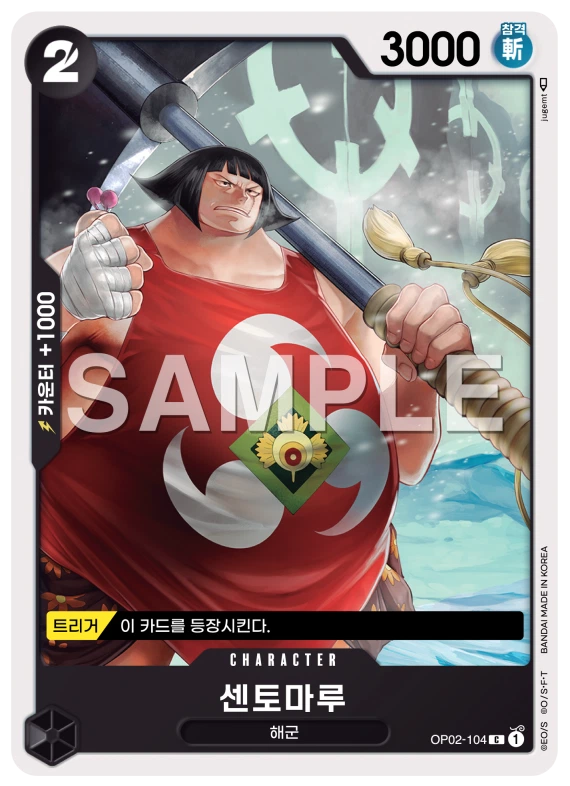 2
3000
참격
斬
jugemt
⚡카운터 +1000
SAMPLE
트리거 이 카드를 등장시킨다.
CHARACTER
센토마루
해군
OP02-104 C 1
©EO/S ©O/S·F·T BANDAI MADE IN KOREA